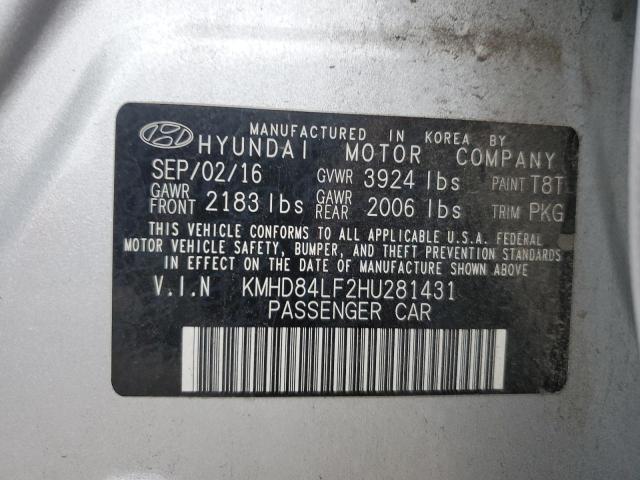 MANUFACTURED IN KOREA BY
HYUNDAI MOTOR COMPANY
SEP/02/16 GVWR 3924 lbs PAINT T8T
GAWR FRONT 2183 lbs GAWR REAR 2006 lbs TRIM PKG
THIS VEHICLE CONFORMS TO ALL APPLICABLE U.S.A. FEDERAL
MOTOR VEHICLE SAFETY, BUMPER, AND THEFT PREVENTION STANDARDS
IN EFFECT ON THE DATE OF MANUFACTURE SHOWN ABOVE.
V.I.N KMHD84LF2HU281431
PASSENGER CAR